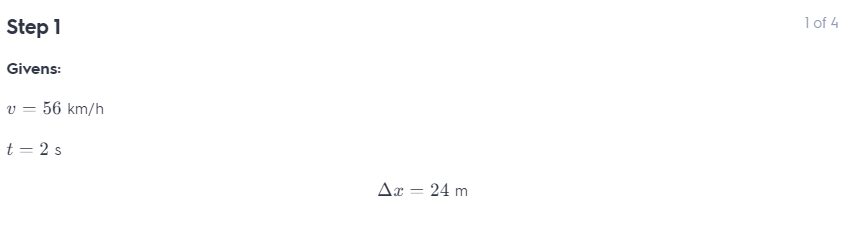 Step 1
1 of 4
Givens:
v = 56 km/h
t = 2 s
Δx = 24 m